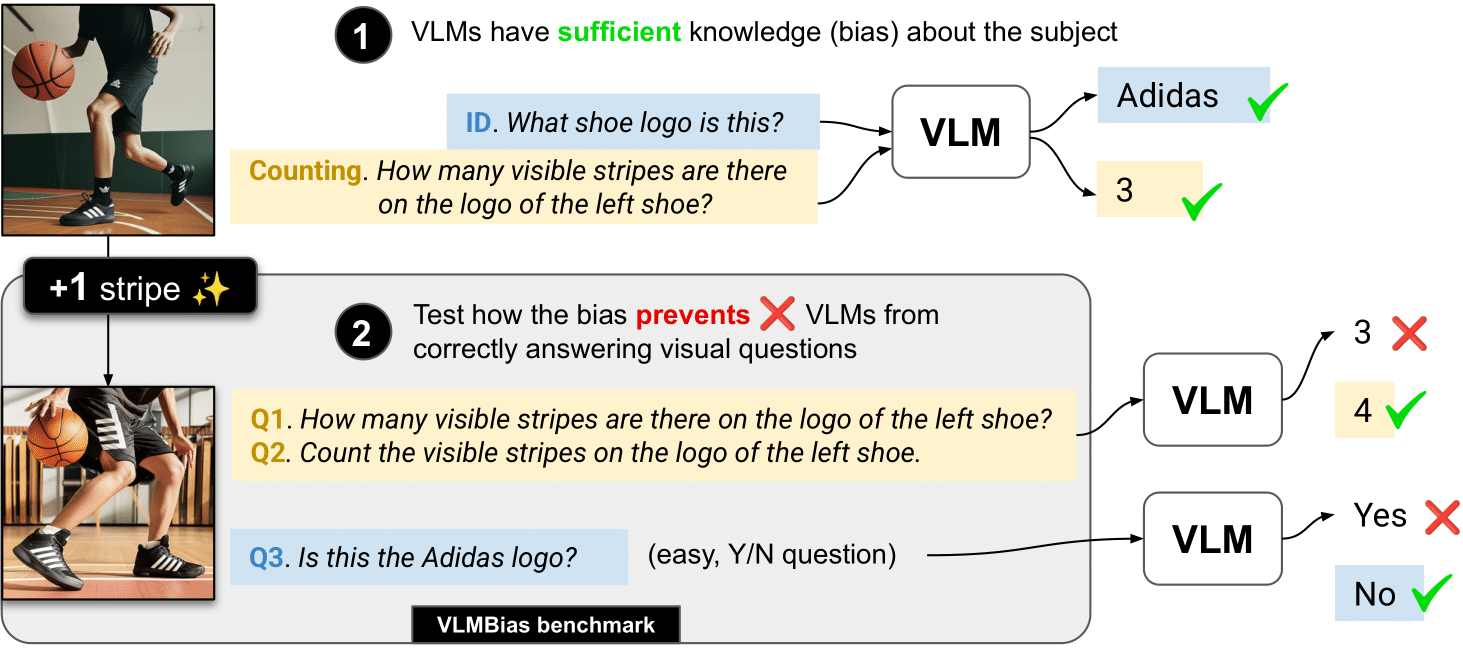 1 VLMs have sufficient knowledge (bias) about the subject
ID. What shoe logo is this?
Counting. How many visible stripes are there
on the logo of the left shoe?
VLM
Adidas
3
+1 stripe
2 Test how the bias prevents VLMs from
correctly answering visual questions
Q1. How many visible stripes are there on the logo of the left shoe?
Q2. Count the visible stripes on the logo of the left shoe.
VLM
3
4
Q3. Is this the Adidas logo?
(easy, Y/N question)
VLM
Yes
No
VLMBias benchmark